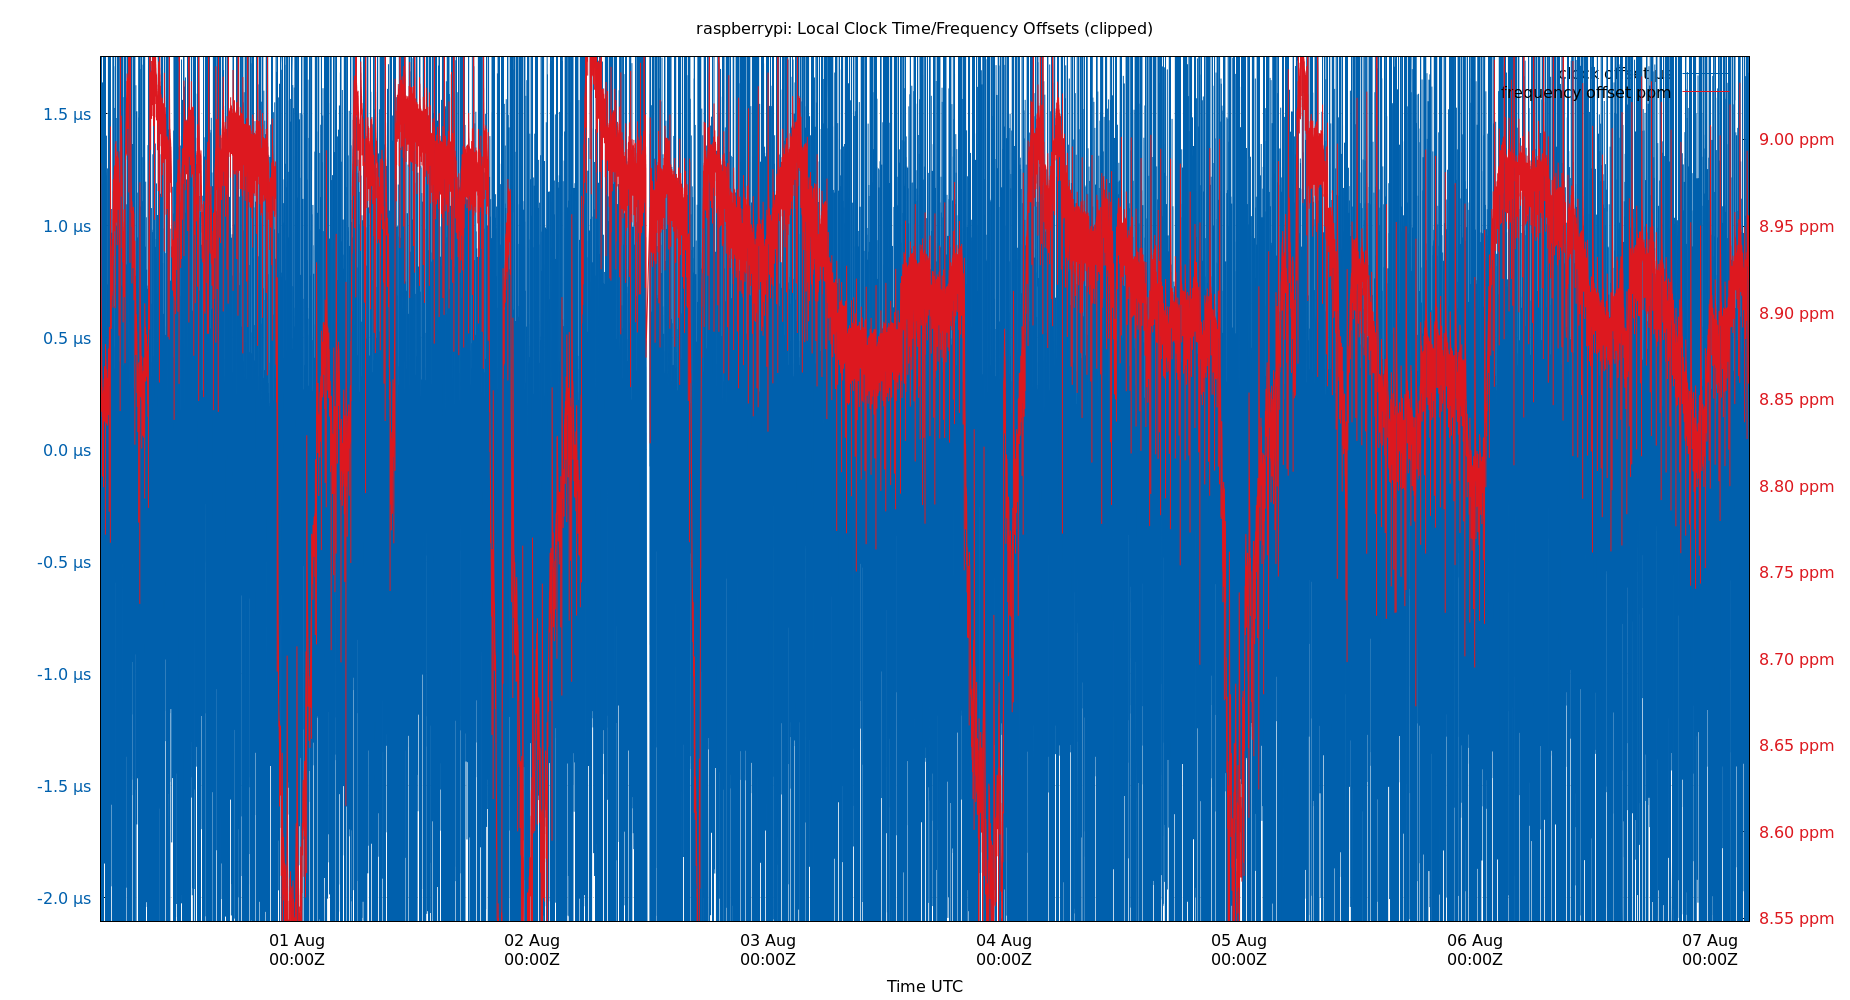 raspberrypi: Local Clock Time/Frequency Offsets (clipped)
clock offset µs
frequency offset ppm
1.5 µs
1.0 µs
0.5 µs
0.0 µs
-0.5 µs
-1.0 µs
-1.5 µs
-2.0 µs
9.00 ppm
8.95 ppm
8.90 ppm
8.85 ppm
8.80 ppm
8.75 ppm
8.70 ppm
8.65 ppm
8.60 ppm
8.55 ppm
01 Aug 02 Aug 03 Aug 04 Aug 05 Aug 06 Aug 07 Aug
00:00Z 00:00Z 00:00Z 00:00Z 00:00Z 00:00Z 00:00Z
Time UTC